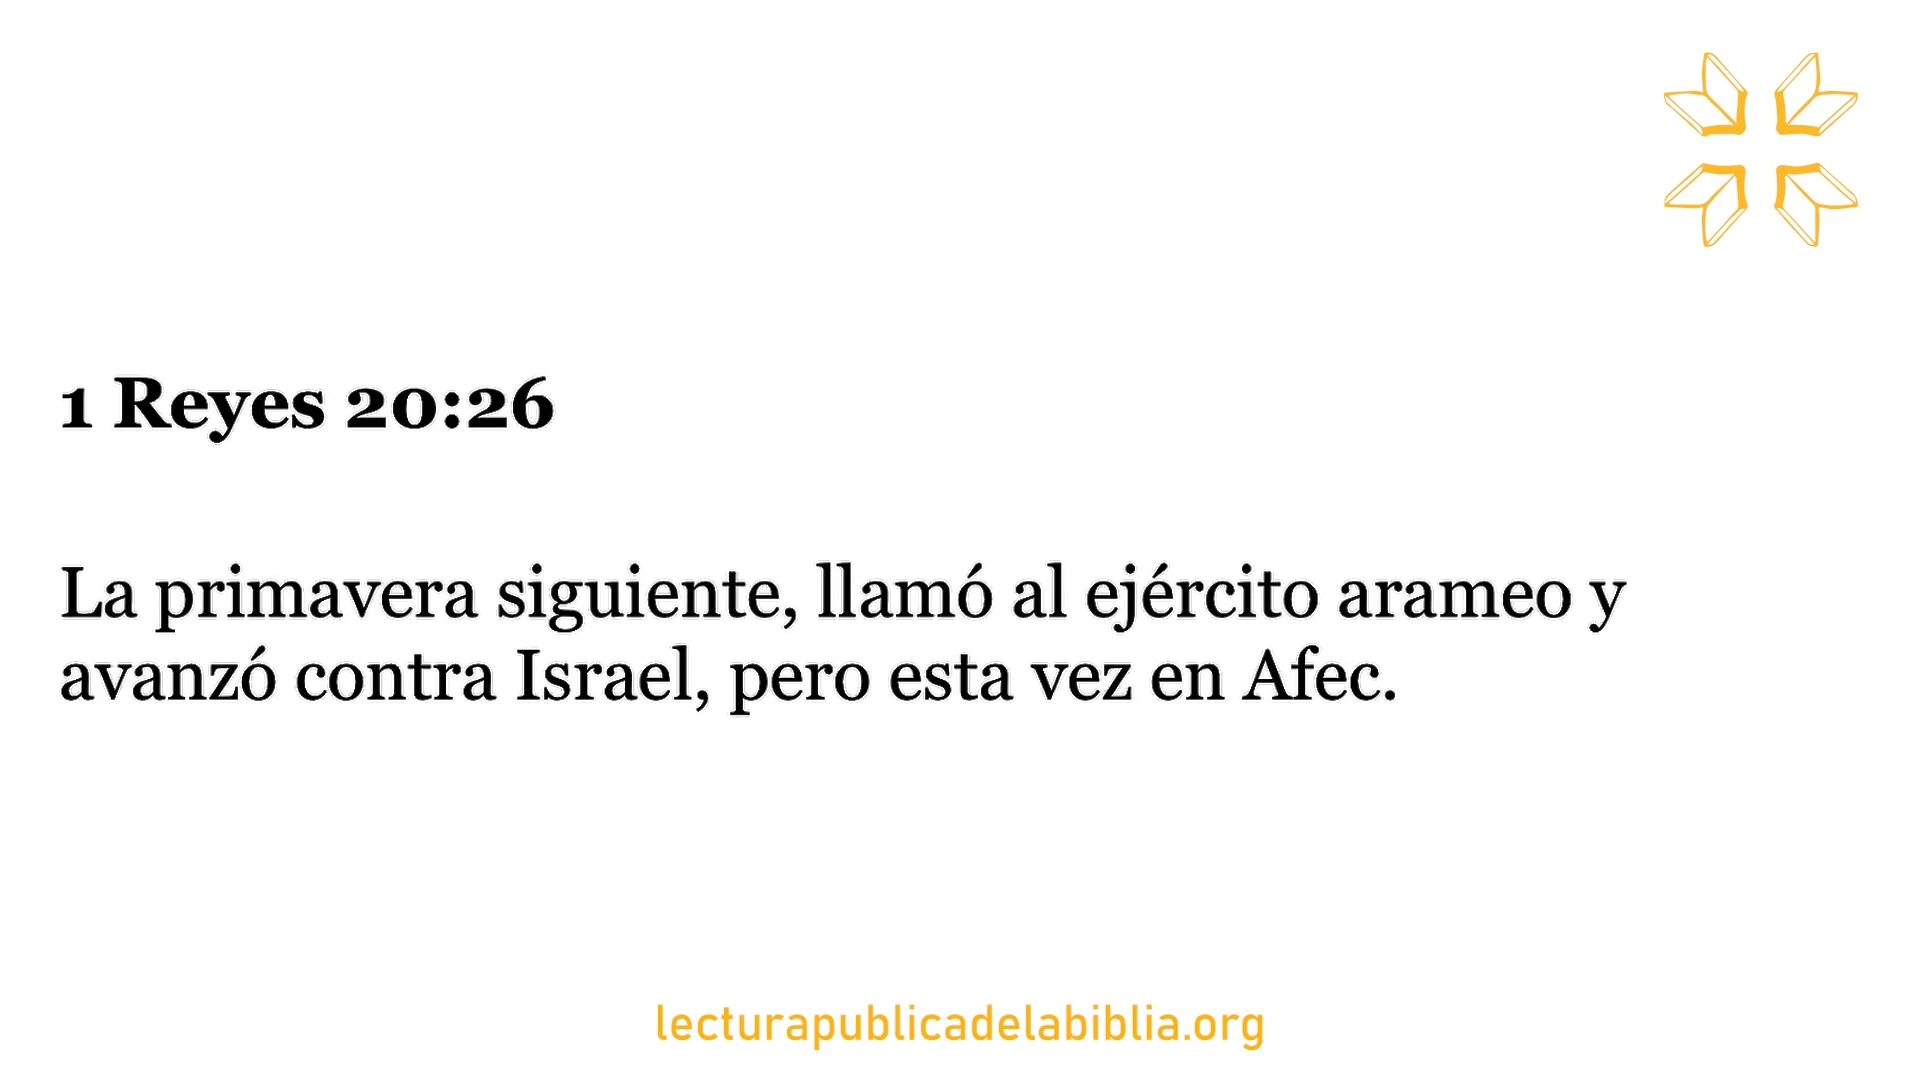 1 Reyes 20:26
La primavera siguiente, llamó al ejército arameo y
avanzó contra Israel, pero esta vez en Afec.
lecturapublicadelabiblia.org